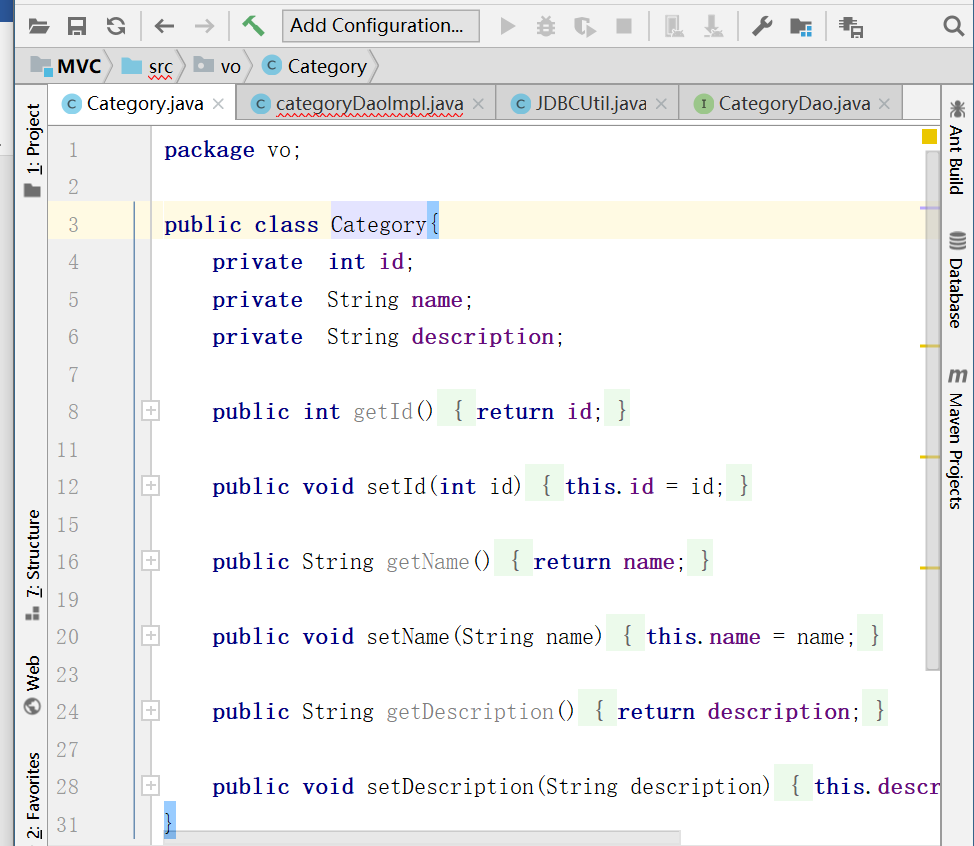 Add Configuration...
MVC src vo Category
Category.java categoryDaoImpl.java JDBCUtil.java CategoryDao.java
1: Project
7: Structure
Web
2: Favorites
1 package vo;
2
3 public class Category{
4 private int id;
5 private String name;
6 private String description;
7
8 public int getId() { return id; }
11
12 public void setId(int id) { this.id = id; }
15
16 public String getName() { return name; }
19
20 public void setName(String name) { this.name = name; }
23
24 public String getDescription() { return description; }
27
28 public void setDescription(String description) { this.descr
31 }
Ant Build
Database
Maven Projects